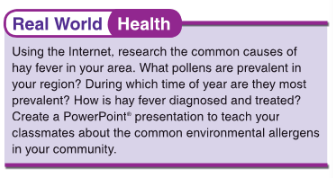 Real World Health
Using the Internet, research the common causes of
hay fever in your area. What pollens are prevalent in
your region? During which time of year are they most
prevalent? How is hay fever diagnosed and treated?
Create a PowerPoint® presentation to teach your
classmates about the common environmental allergens
in your community.